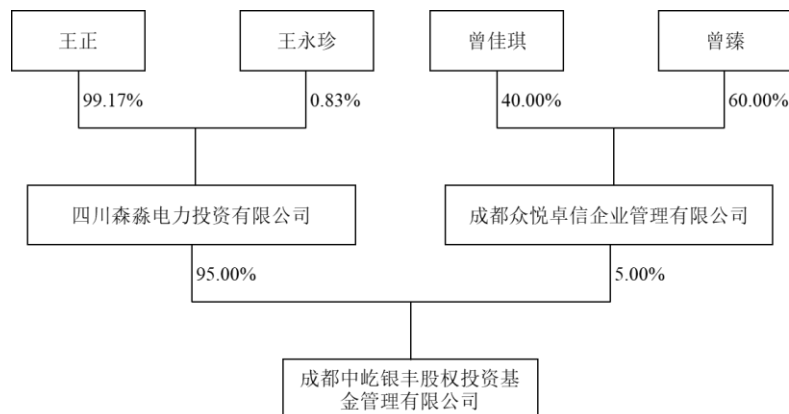 王正
王永珍
曾佳琪
曾臻
99.17%
0.83%
40.00%
60.00%
四川森淼电力投资有限公司
成都众悦卓信企业管理有限公司
95.00%
5.00%
成都中屹银丰股权投资基
金管理有限公司